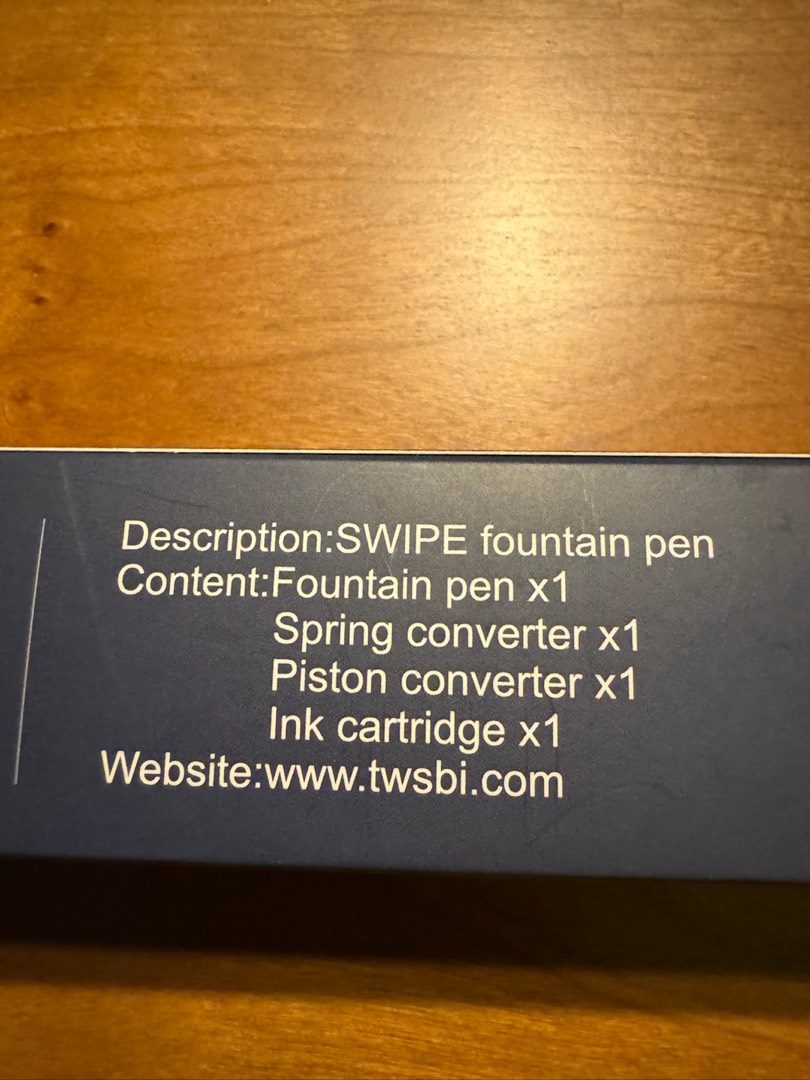 Description:SWIPE fountain pen
Content:Fountain pen x1
Spring converter x1
Piston converter x1
Ink cartridge x1
Website:www.twsbi.com